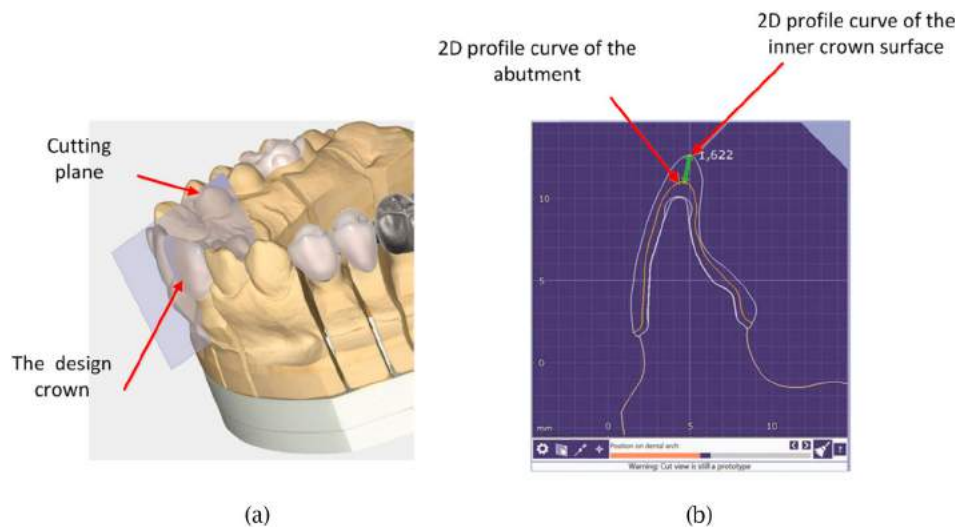 2D profile curve of the
abutment
2D profile curve of the
inner crown surface
Cutting
plane
The design
crown
1,622
10
5
0
mm
0
5
10
Position on dental arch
Warning: Cut view is still a prototype
(a)
(b)